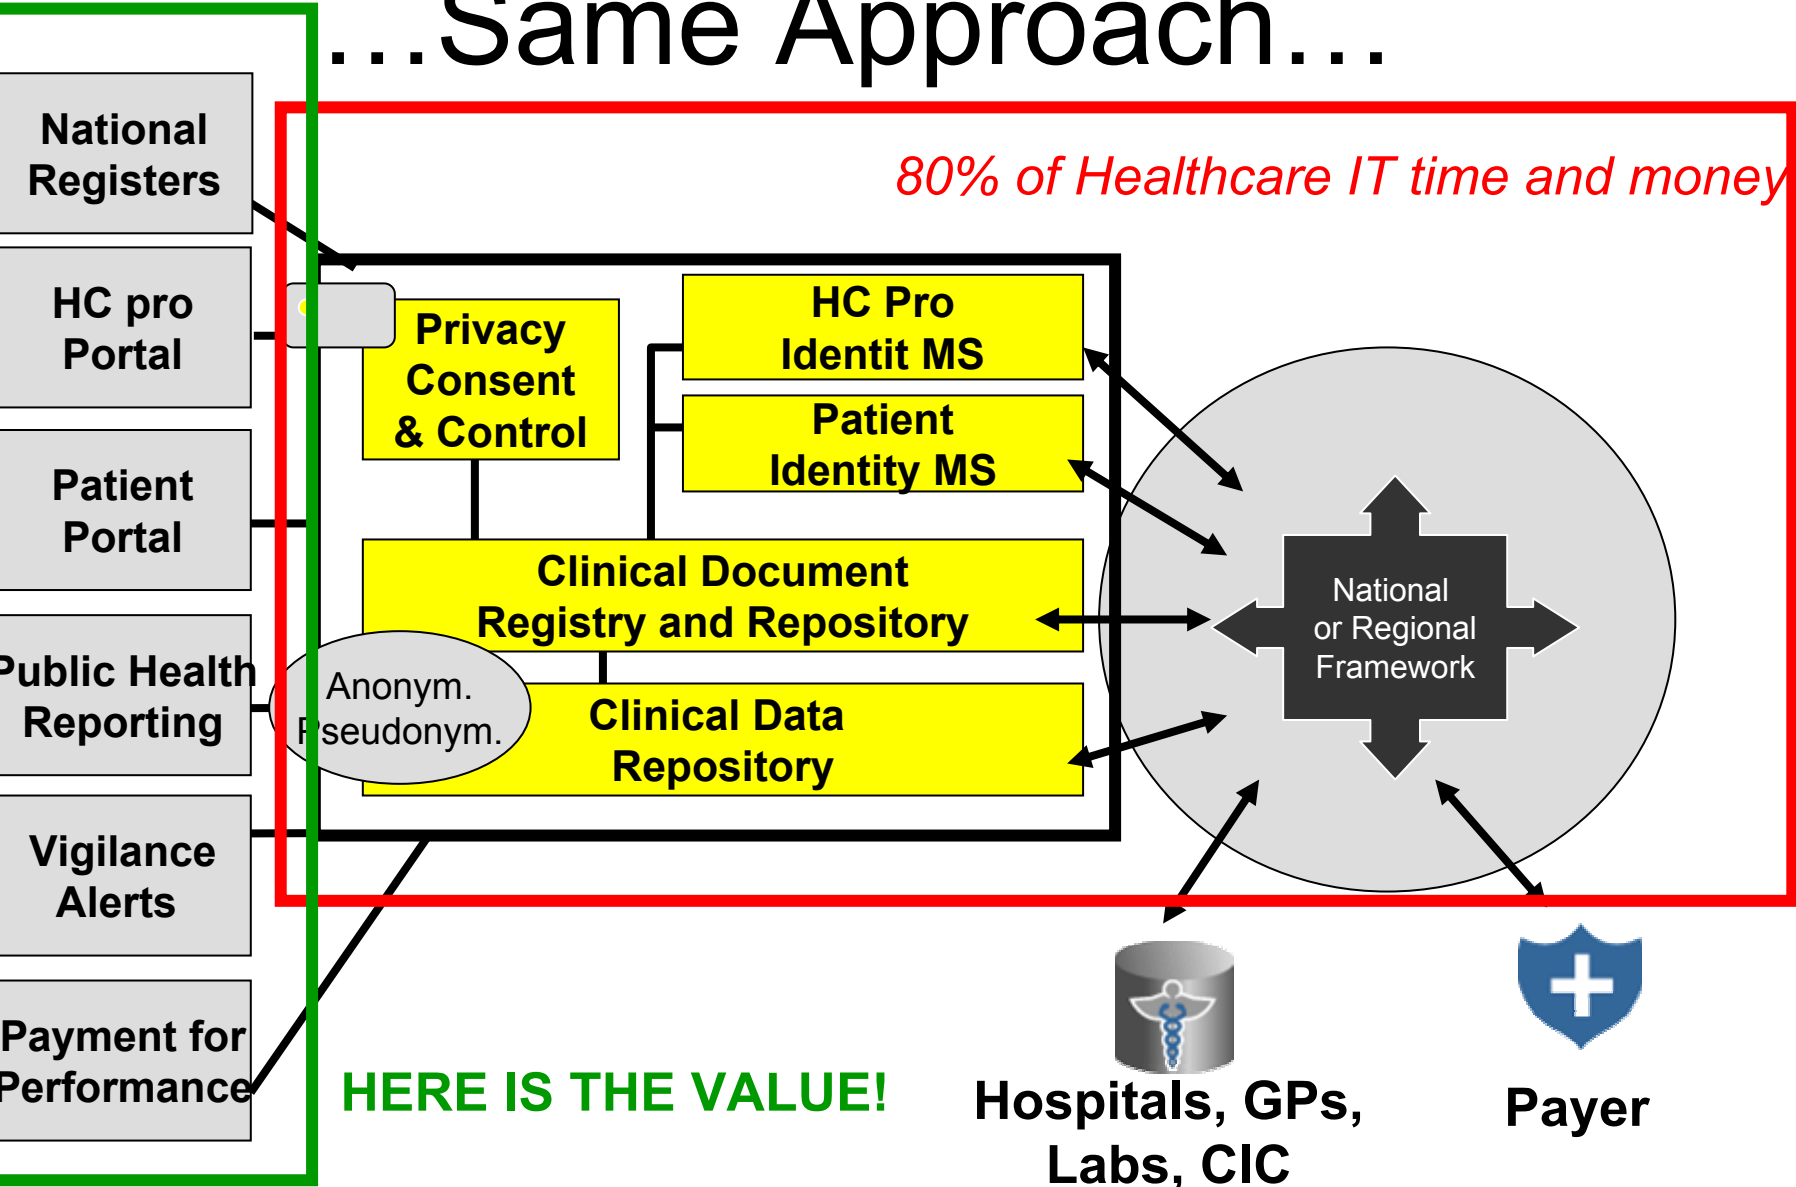 ...Same Approach...
National
Registers
80% of Healthcare IT time and money
HC pro
Portal
Privacy
Consent
& Control
HC Pro
Identit MS
Patient
Identity MS
Patient
Portal
Clinical Document
Registry and Repository
National
or Regional
Framework
Public Health
Reporting
Anonym.
Pseudonym.
Clinical Data
Repository
Vigilance
Alerts
Payment for
Performance
HERE IS THE VALUE!
Hospitals, GPs,
Labs, CIC
Payer